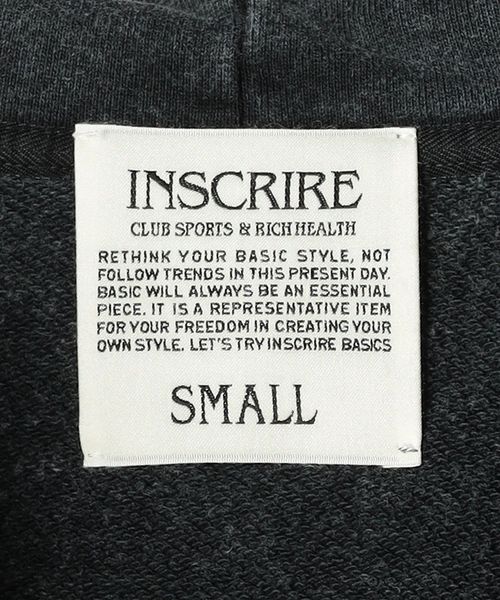 INSCRIRE
CLUB SPORTS & RICH HEALTH
RETHINK YOUR BASIC STYLE, NOT
FOLLOW TRENDS IN THIS PRESENT DAY.
BASIC WILL ALWAYS BE AN ESSENTIAL
PIECE. IT IS A REPRESENTATIVE ITEM
FOR YOUR FREEDOM IN CREATING YOUR
OWN STYLE. LET'S TRY INSCRIRE BASICS
SMALL